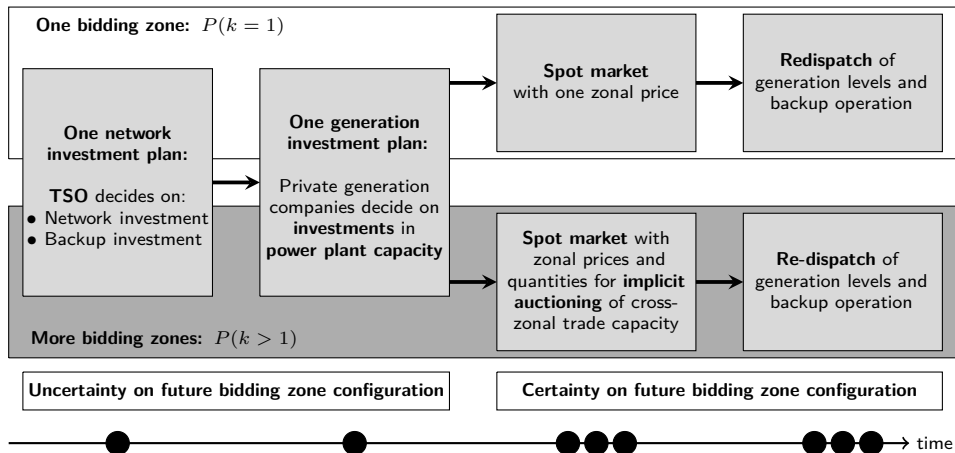 One bidding zone: P(k = 1)
One network
investment plan:
TSO decides on:
● Network investment
● Backup investment
One generation
investment plan:
Private generation
companies decide on
investments in
power plant capacity
Spot market
with one zonal price
Redispatch of
generation levels and
backup operation
Spot market with
zonal prices and
quantities for implicit
auctioning of cross-
zonal trade capacity
Re-dispatch of
generation levels and
backup operation
More bidding zones: P(k > 1)
Uncertainty on future bidding zone configuration
Certainty on future bidding zone configuration
time